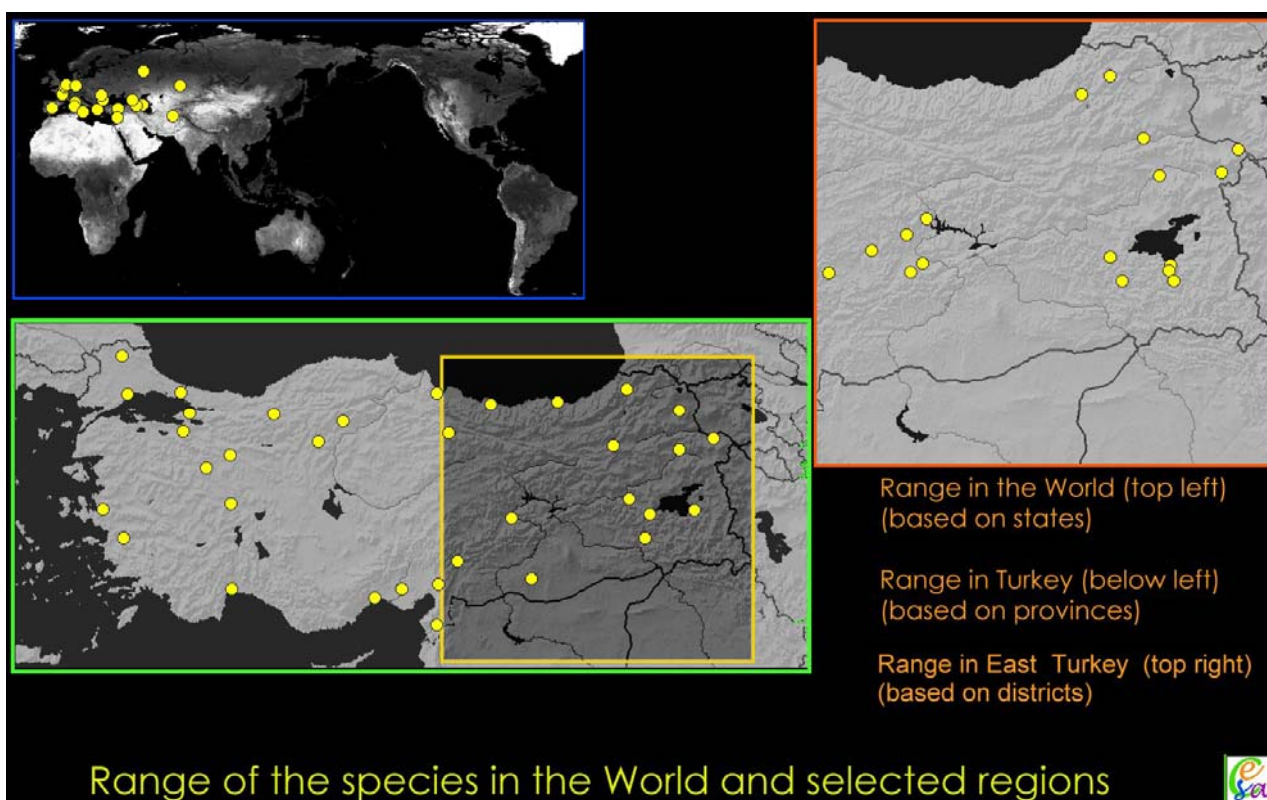 Range in the World (top left)
(based on states)
Range in Turkey (below left)
(based on provinces)
Range in East Turkey (top right)
(based on districts)
Range of the species in the World and selected regions
esa